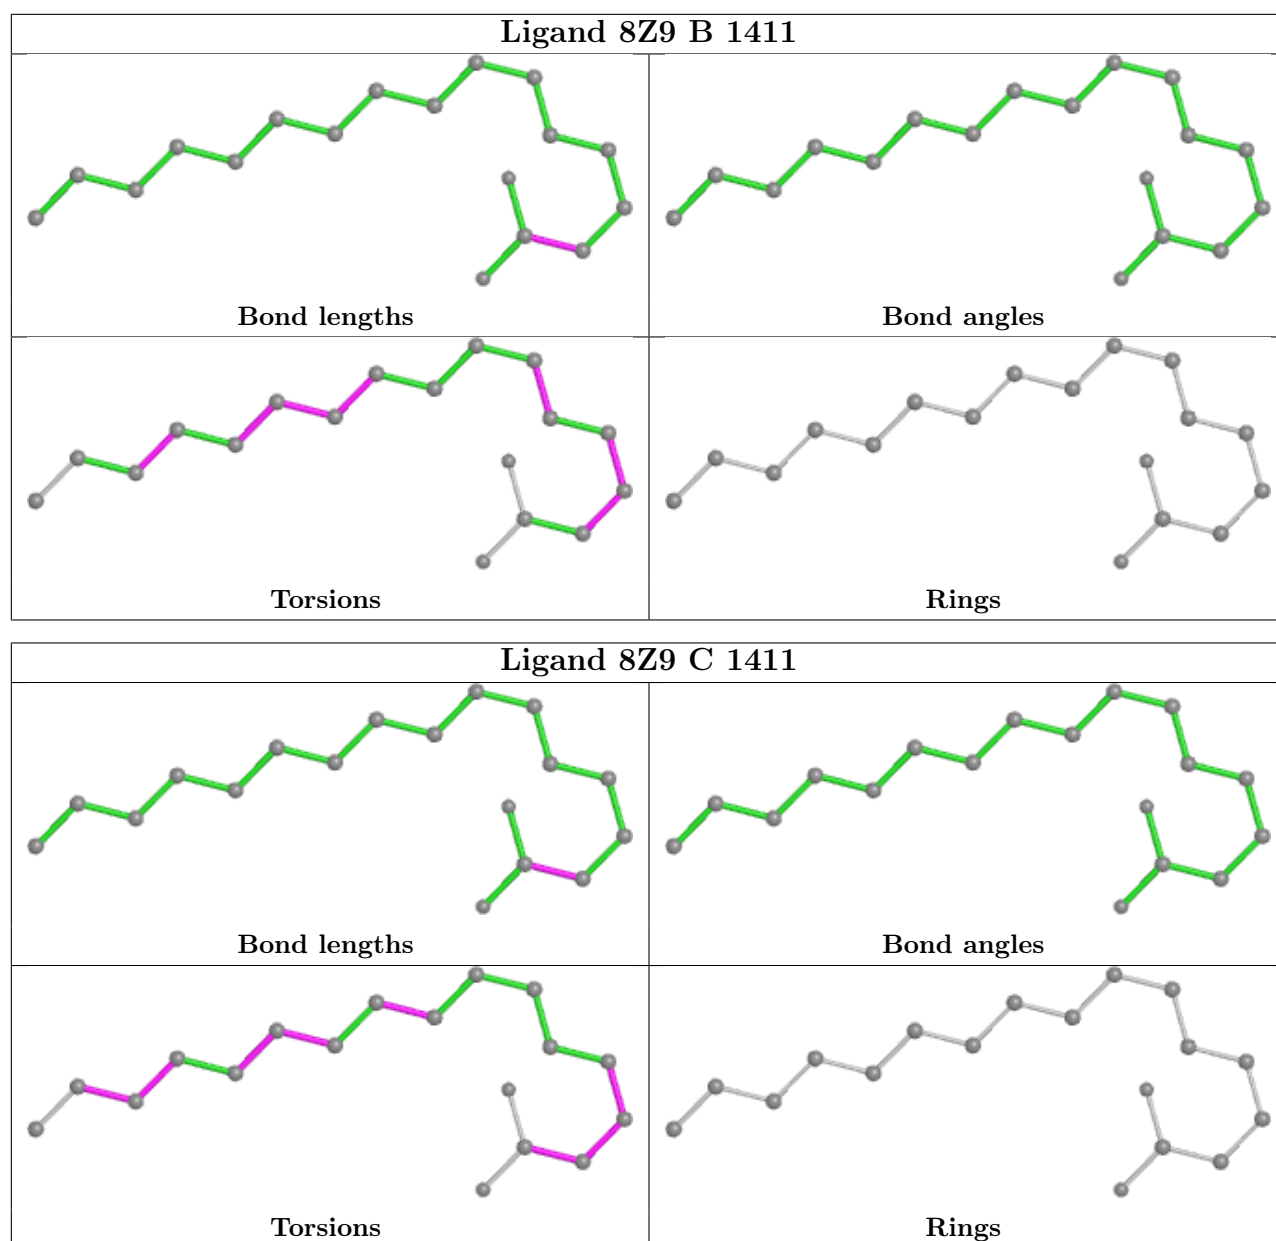 Ligand 8Z9 B 1411
Bond lengths
Bond angles
Torsions
Rings
Ligand 8Z9 C 1411
Bond lengths
Bond angles
Torsions
Rings